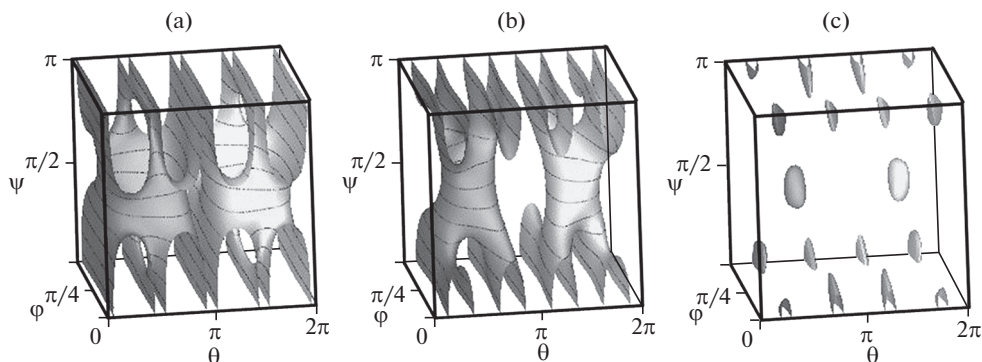 (a) (b) (c)
π π π
π/2 π/2 π/2
ψ ψ ψ
π/4 π/4 π/4
φ φ φ
0 π 2π 0 π 2π 0 π 2π
θ θ θ